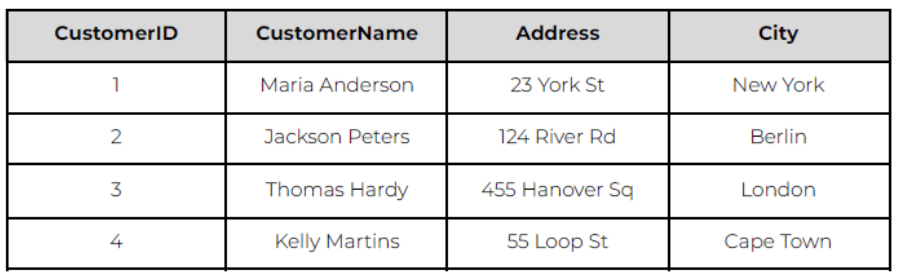 CustomerID CustomerName Address City
1 Maria Anderson 23 York St New York
2 Jackson Peters 124 River Rd Berlin
3 Thomas Hardy 455 Hanover Sq London
4 Kelly Martins 55 Loop St Cape Town